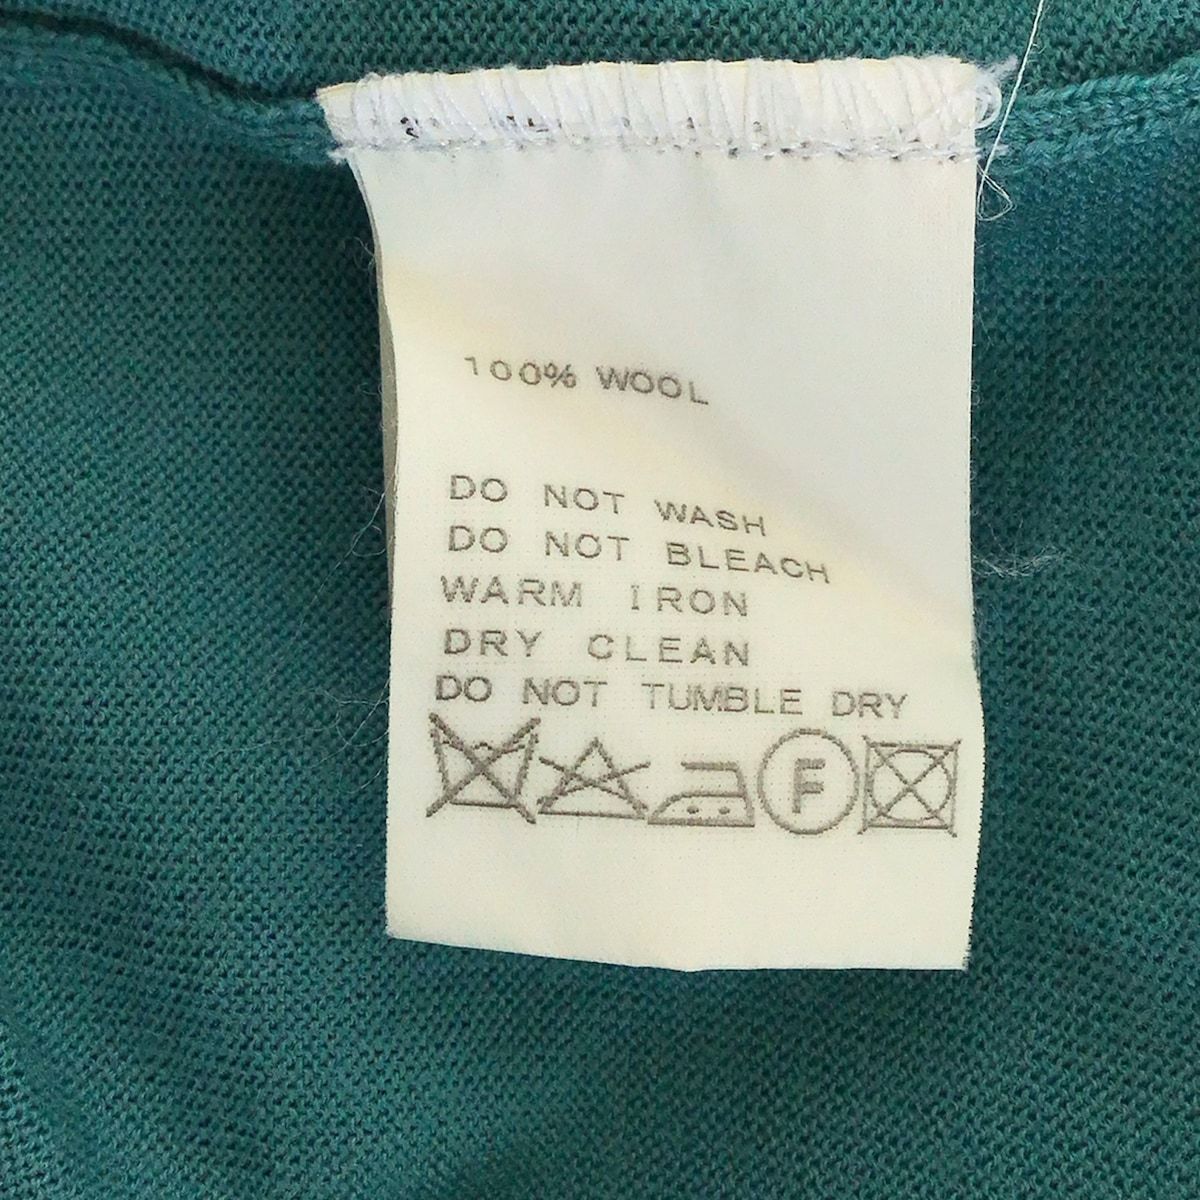 100% WOOL
DO NOT WASH
DO NOT BLEACH
WARM IRON
DRY CLEAN
DO NOT TUMBLE DRY
F